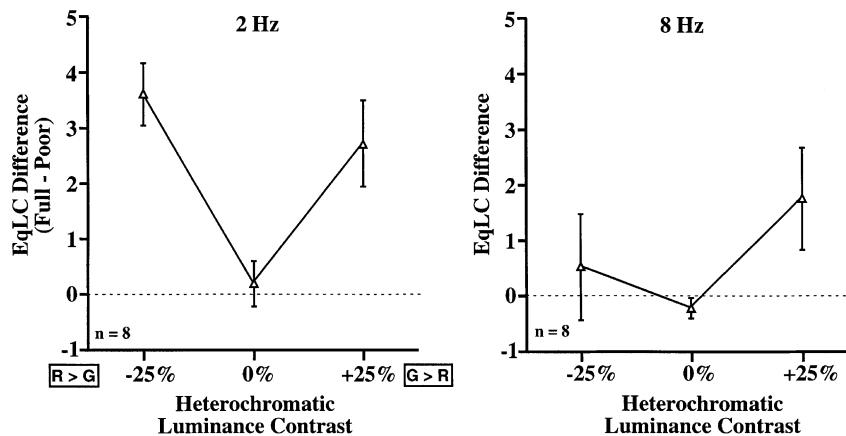 2 Hz
EqLC Difference
(Full - Poor)
5
4
3
2
1
0
-1
n = 8
R > G
-25%
0%
+25%
G > R
Heterochromatic
Luminance Contrast
8 Hz
EqLC Difference
5
4
3
2
1
0
-1
n = 8
-25%
0%
+25%
Heterochromatic
Luminance Contrast